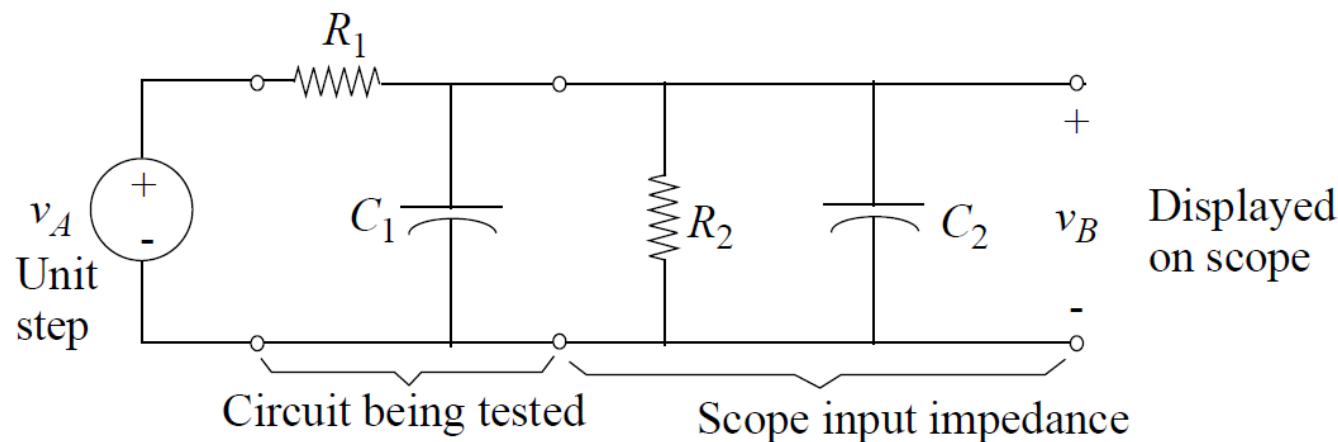 R1
+
+
vA
-
C1
R2
C2
vB
Displayed
on scope
Unit
step
-
Circuit being tested
Scope input impedance